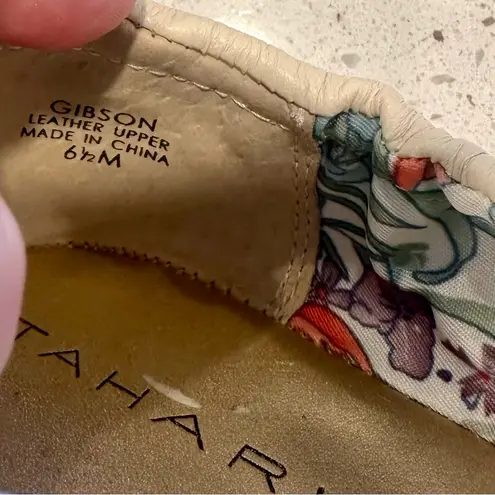 GIBSON
LEATHER UPPER
MADE IN CHINA
6½M
TAHARI